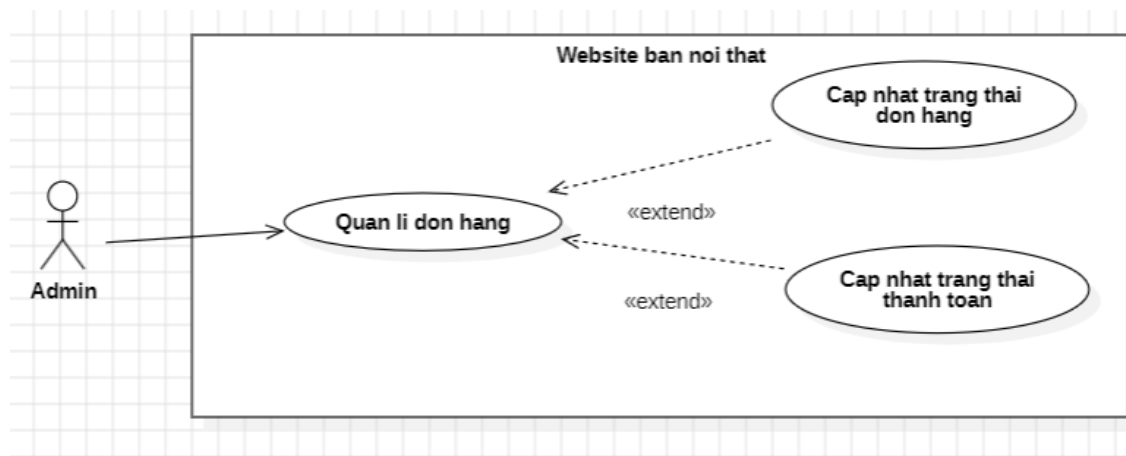 Website ban noi that
Cap nhat trang thai
don hang
Quan li don hang
«extend»
Cap nhat trang thai
thanh toan
«extend»
Admin